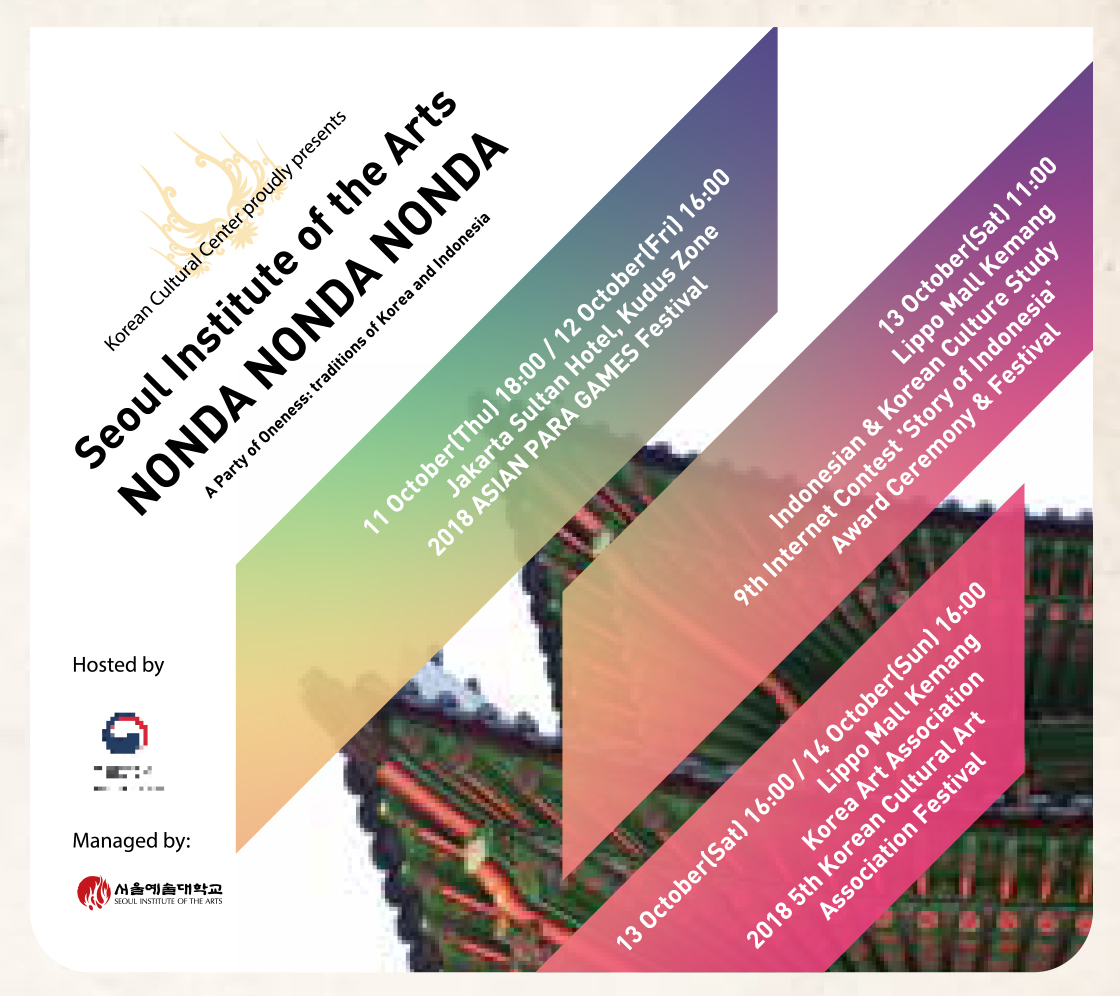 Korean Cultural Center proudly presents
Seoul Institute of the Arts
NONDA NONDA NONDA
A Party of Oneness: traditions of Korea and Indonesia
11 October(Thu) 18:00 / 12 October(Fri) 16:00
Jakarta Sultan Hotel, Kudus Zone
2018 ASIAN PARA GAMES Festival
13 October(Sat) 11:00
Lippo Mall Kemang
Indonesian & Korean Culture Study
9th Internet Contest 'Story of Indonesia'
Award Ceremony & Festival
13 October(Sat) 16:00 / 14 October(Sun) 16:00
Lippo Mall Kemang
Korea Art Association
2018 5th Korean Cultural Art
Association Festival
Hosted by
Managed by:
서울예술대학교
SEOUL INSTITUTE OF THE ARTS